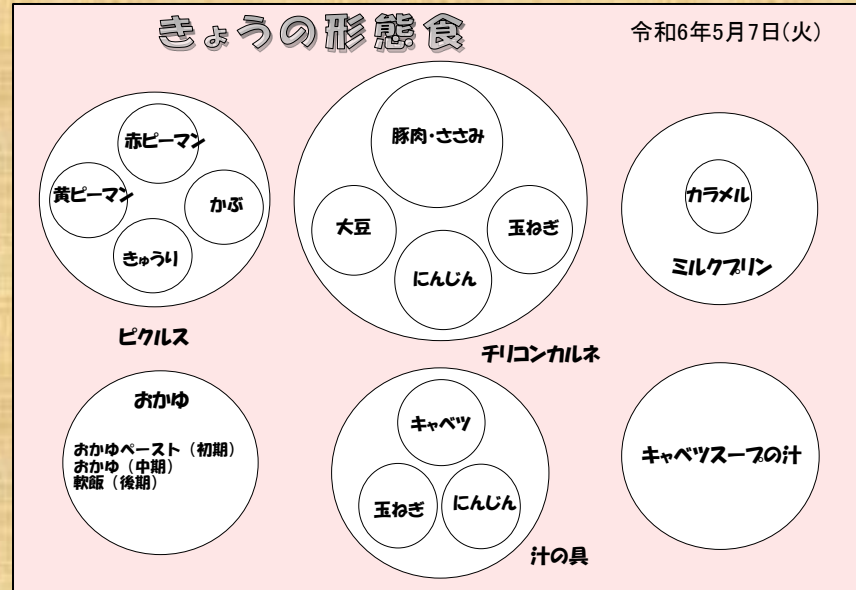 きょうの形態食
令和6年5月7日(火)
赤ピーマン
黄ピーマン
かぶ
きゅうり
ピクルス
豚肉・ささみ
大豆
玉ねぎ
にんじん
チリコンカルネ
カラメル
ミルクプリン
おかゆ
おかゆペースト（初期）
おかゆ（中期）
軟飯（後期）
キャベツ
玉ねぎ
にんじん
汁の具
キャベツスープの汁